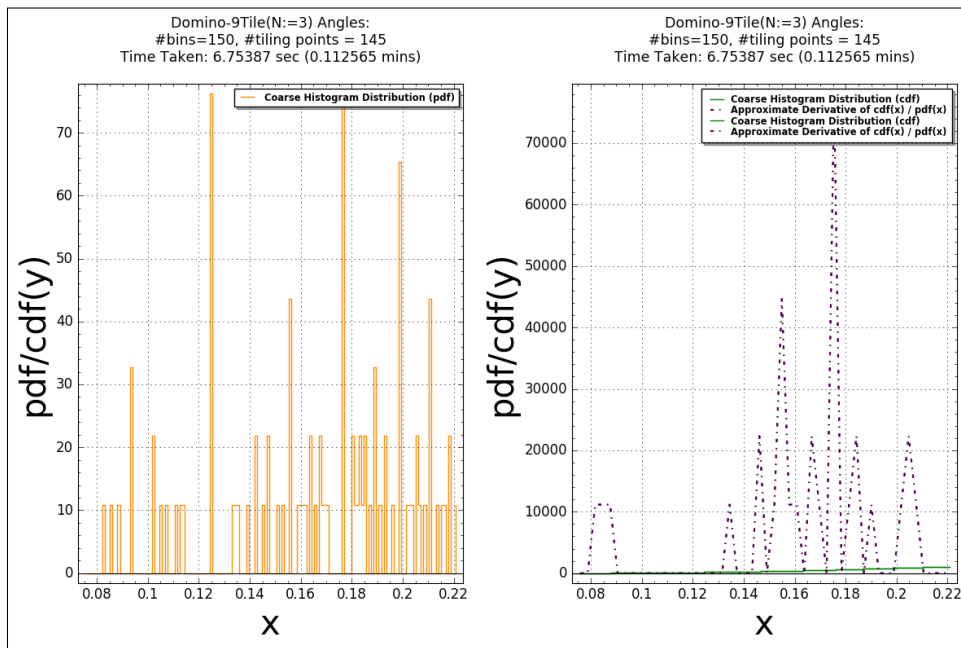 Domino-9Tile(N:=3) Angles:
#bins=150, #tiling points = 145
Time Taken: 6.75387 sec (0.112565 mins)
Coarse Histogram Distribution (pdf)
70
60
50
40
30
20
10
0
pdf/cdf(y)
0.08 0.1 0.12 0.14 0.16 0.18 0.2 0.22
x
Domino-9Tile(N:=3) Angles:
#bins=150, #tiling points = 145
Time Taken: 6.75387 sec (0.112565 mins)
Coarse Histogram Distribution (cdf)
Approximate Derivative of cdf(x) / pdf(x)
Coarse Histogram Distribution (cdf)
Approximate Derivative of cdf(x) / pdf(x)
70000
60000
50000
40000
30000
20000
10000
0
pdf/cdf(y)
0.08 0.1 0.12 0.14 0.16 0.18 0.2 0.22
x